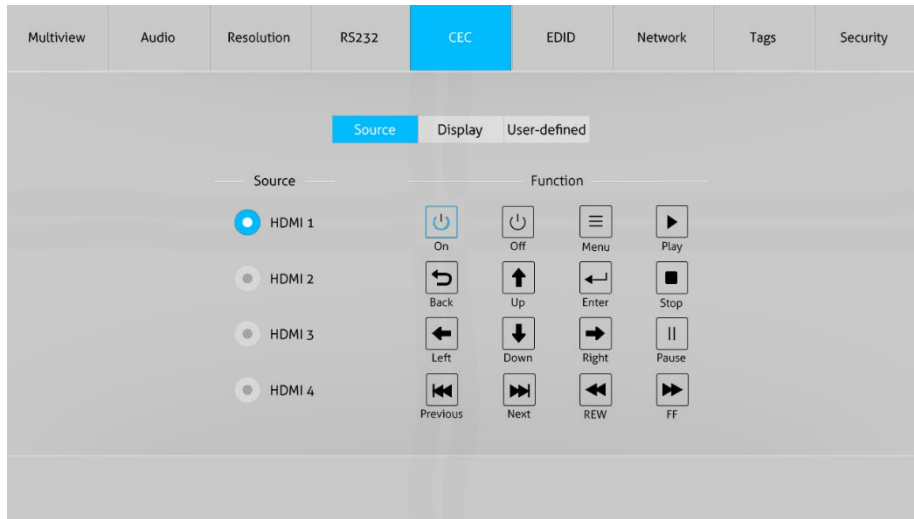 Multiview Audio Resolution RS232 CEC EDID Network Tags Security
Source Display User-defined
Source Function
HDMI 1
On Off Menu Play
HDMI 2
Back Up Enter Stop
HDMI 3
Left Down Right Pause
HDMI 4
Previous Next REW FF